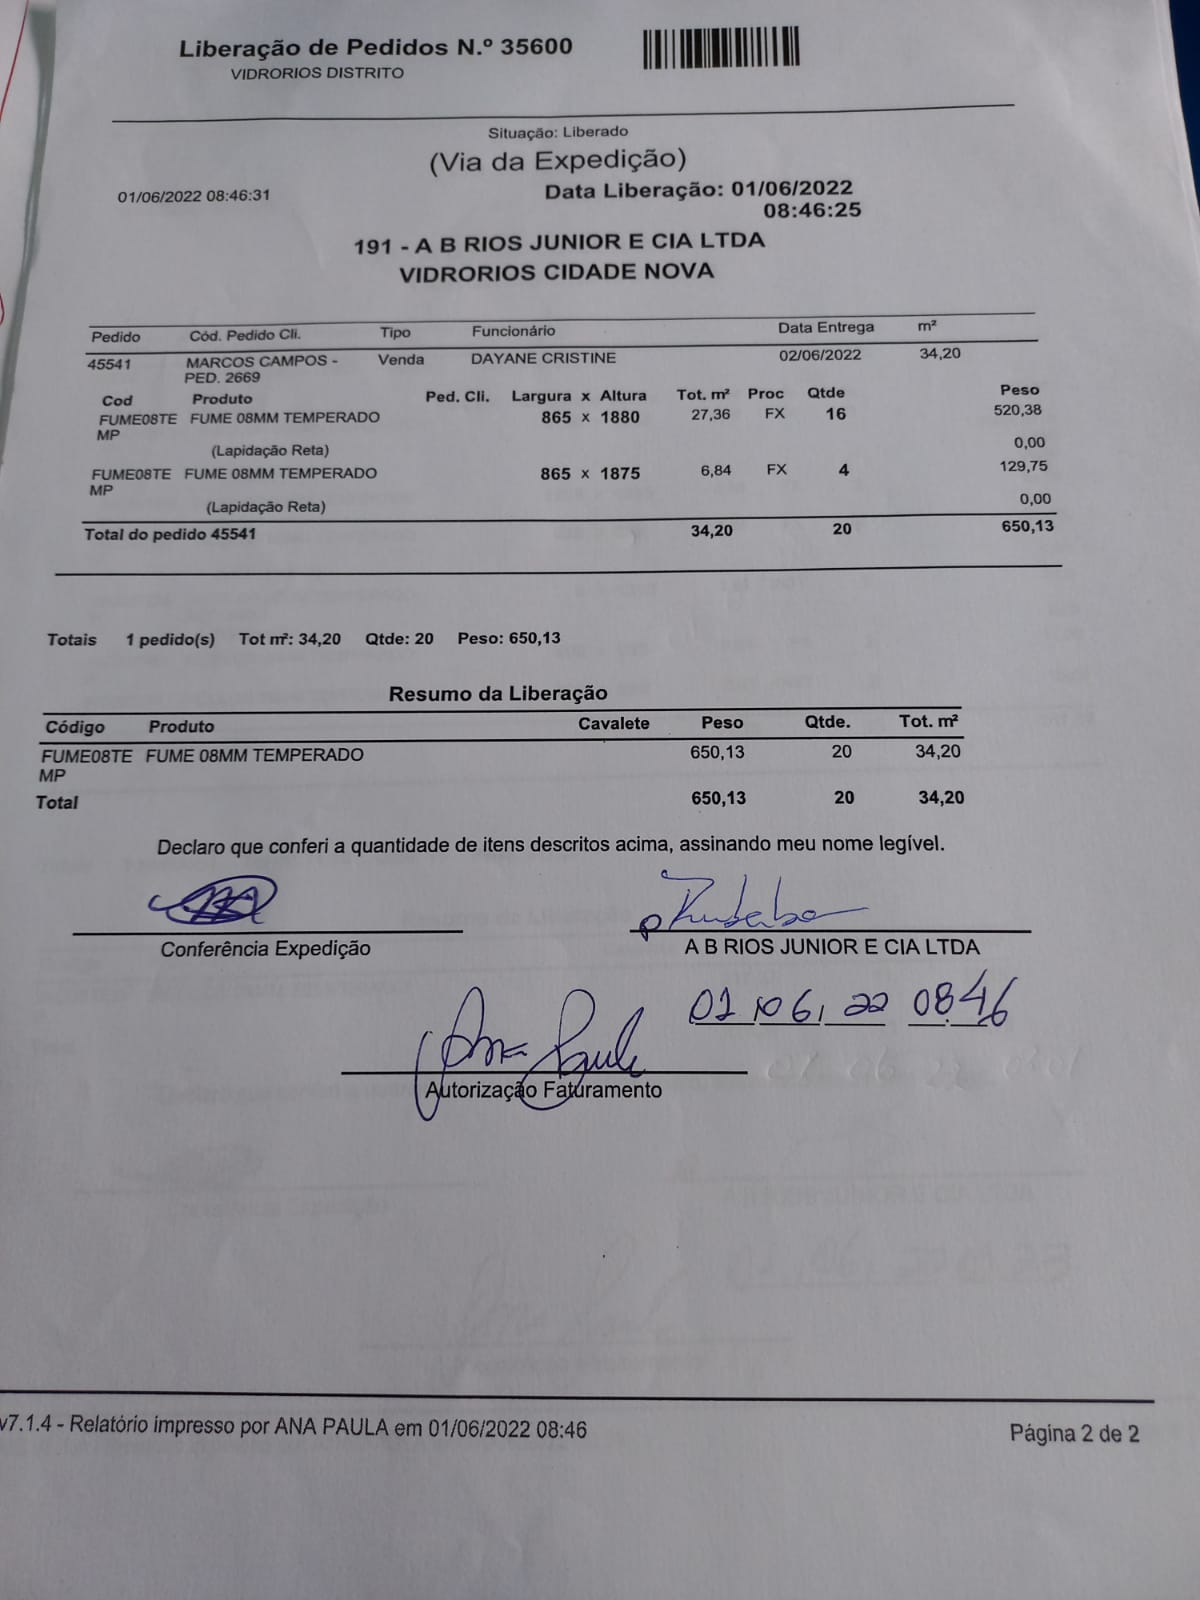 Liberação de Pedidos N.º 35600
VIDRORIOS DISTRITO
Situação: Liberado
(Via da Expedição)
01/06/2022 08:46:31
Data Liberação: 01/06/2022
08:46:25
191 - A B RIOS JUNIOR E CIA LTDA
VIDRORIOS CIDADE NOVA
Pedido Cód. Pedido Cli. Tipo Funcionário Data Entrega m²
45541 MARCOS CAMPOS - Venda DAYANE CRISTINE 02/06/2022 34,20
PED. 2669
Cod Produto Ped. Cli. Largura x Altura Tot. m² Proc Qtde Peso
FUME08TE FUME 08MM TEMPERADO 865 x 1880 27,36 FX 16 520,38
MP
(Lapidação Reta) 0,00
FUME08TE FUME 08MM TEMPERADO 865 x 1875 6,84 FX 4 129,75
MP
(Lapidação Reta) 0,00
Total do pedido 45541 34,20 20 650,13
Totais 1 pedido(s) Tot m²: 34,20 Qtde: 20 Peso: 650,13
Resumo da Liberação
Código Produto Cavalete Peso Qtde. Tot. m²
FUME08TE FUME 08MM TEMPERADO 650,13 20 34,20
MP
Total 650,13 20 34,20
Declaro que conferi a quantidade de itens descritos acima, assinando meu nome legível.
Conferência Expedição A B RIOS JUNIOR E CIA LTDA
01/06/22 08:46
Ana Paula
Autorização Faturamento
v7.1.4 - Relatório impresso por ANA PAULA em 01/06/2022 08:46
Página 2 de 2